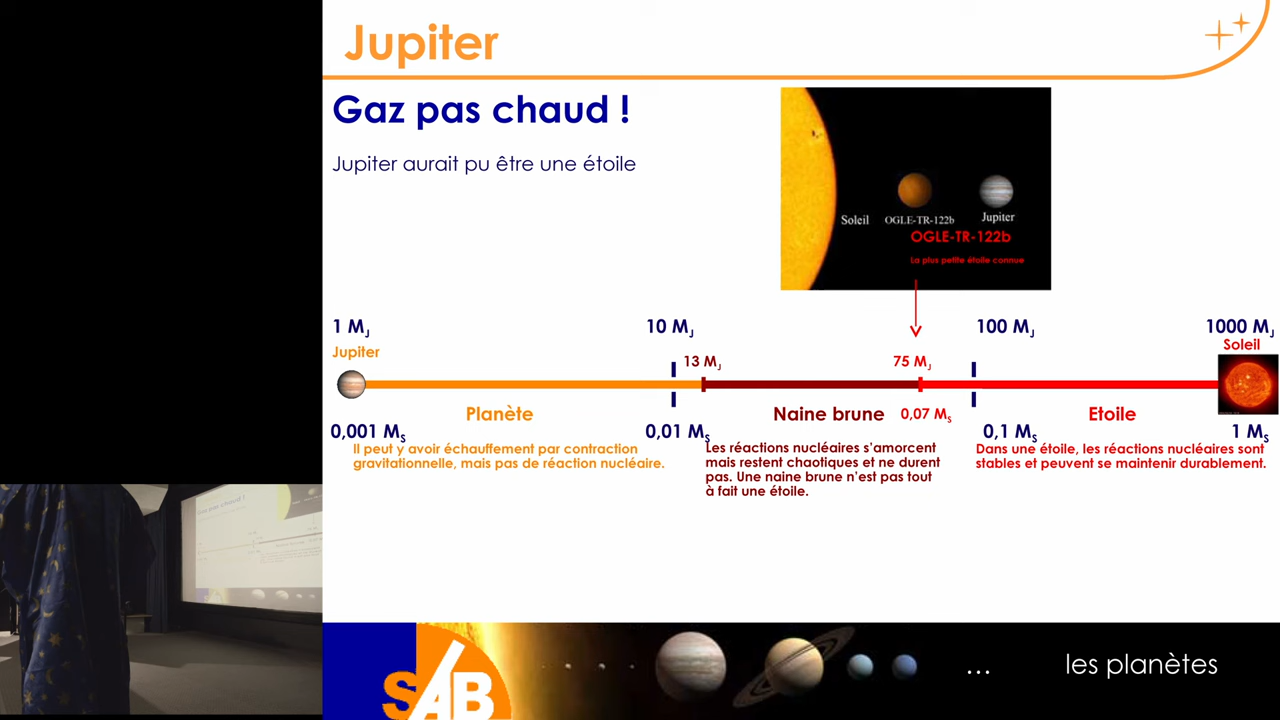 Jupiter
Gaz pas chaud !
Jupiter aurait pu être une étoile
Soleil
OGLE-TR-122b
Jupiter
OGLE-TR-122b
La plus petite étoile connue
1 MJ
10 MJ
100 MJ
1000 MJ
Jupiter
13 MJ
75 MJ
Soleil
Planète
Naine brune
0,07 MS
Etoile
0,001 MS
0,01 MS
0,1 MS
1 MS
Il peut y avoir échauffement par contraction
gravitationnelle, mais pas de réaction nucléaire.
Les réactions nucléaires s’amorcent
mais restent chaotiques et ne durent
pas. Une naine brune n’est pas tout
à fait une étoile.
Dans une étoile, les réactions nucléaires sont
stables et peuvent se maintenir durablement.
Gaz pas chaud !
SAB
...
les planètes